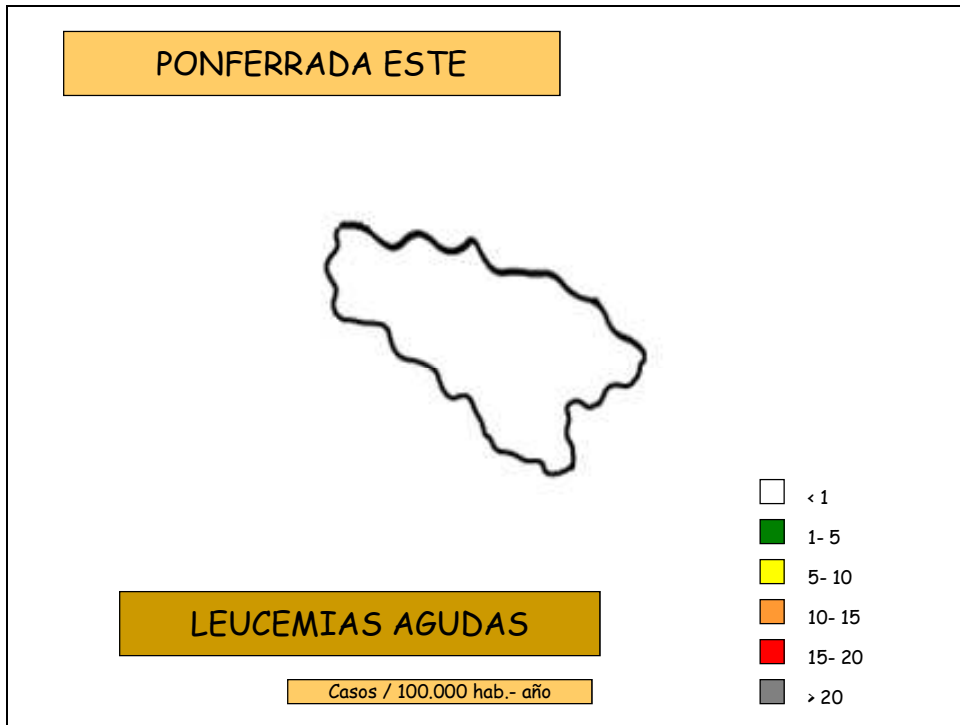 PONFERRADA ESTE
< 1
1- 5
5- 10
10- 15
15- 20
> 20
LEUCEMIAS AGUDAS
Casos / 100.000 hab.- año